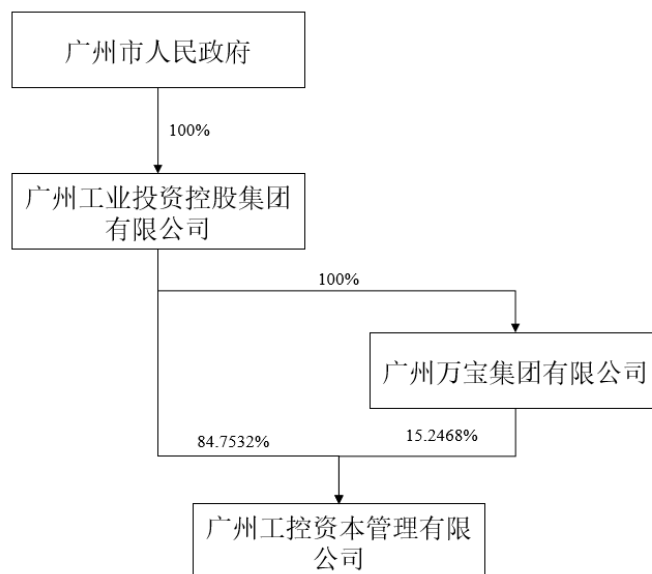 广州市人民政府
100%
广州工业投资控股集团
有限公司
100%
广州万宝集团有限公司
84.7532%
15.2468%
广州工控资本管理有限
公司